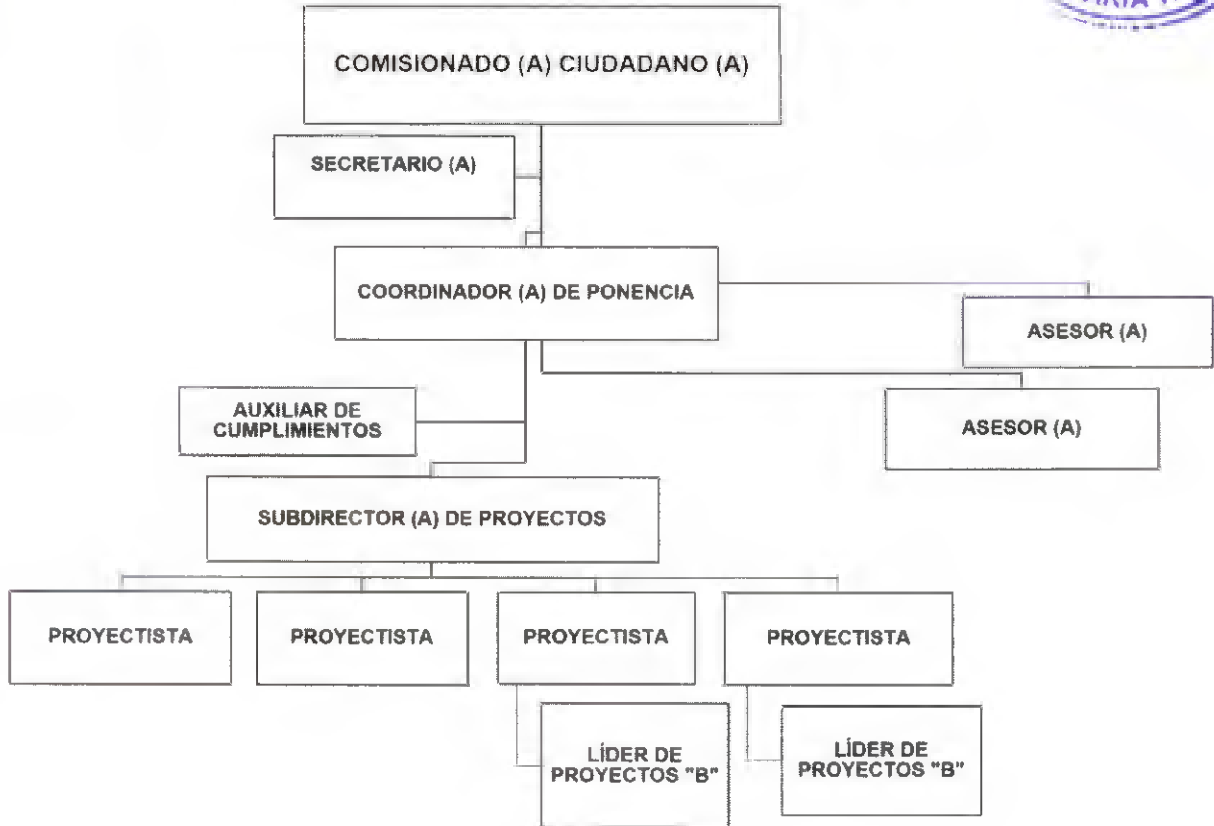 COMISIONADO (A) CIUDADANO (A)
SECRETARIO (A)
COORDINADOR (A) DE PONENCIA
ASESOR (A)
AUXILIAR DE
CUMPLIMIENTOS
ASESOR (A)
SUBDIRECTOR (A) DE PROYECTOS
PROYECTISTA
PROYECTISTA
PROYECTISTA
PROYECTISTA
LÍDER DE
PROYECTOS "B"
LÍDER DE
PROYECTOS "B"